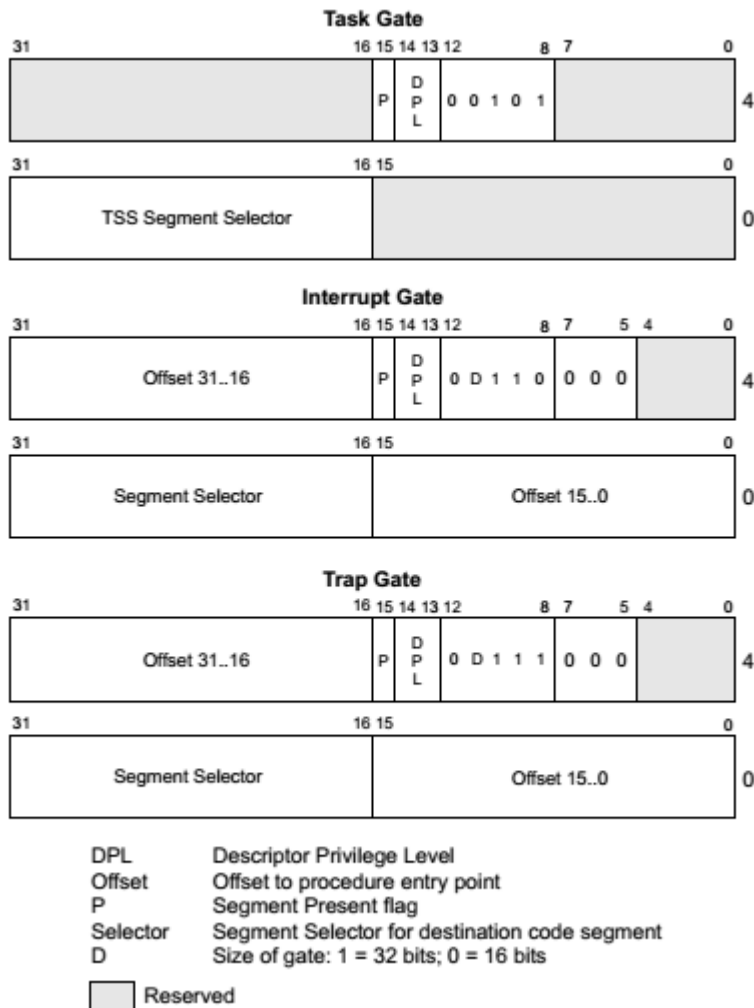 Task Gate
31 16 15 14 13 12 8 7 0
P DPL 0 0 1 0 1 4
31 16 15 0
TSS Segment Selector 0
Interrupt Gate
31 16 15 14 13 12 8 7 5 4 0
Offset 31..16 P DPL 0 D 1 1 0 0 0 0 4
31 16 15 0
Segment Selector Offset 15..0 0
Trap Gate
31 16 15 14 13 12 8 7 5 4 0
Offset 31..16 P DPL 0 D 1 1 1 0 0 0 4
31 16 15 0
Segment Selector Offset 15..0 0
DPL Descriptor Privilege Level
Offset Offset to procedure entry point
P Segment Present flag
Selector Segment Selector for destination code segment
D Size of gate: 1 = 32 bits; 0 = 16 bits
Reserved